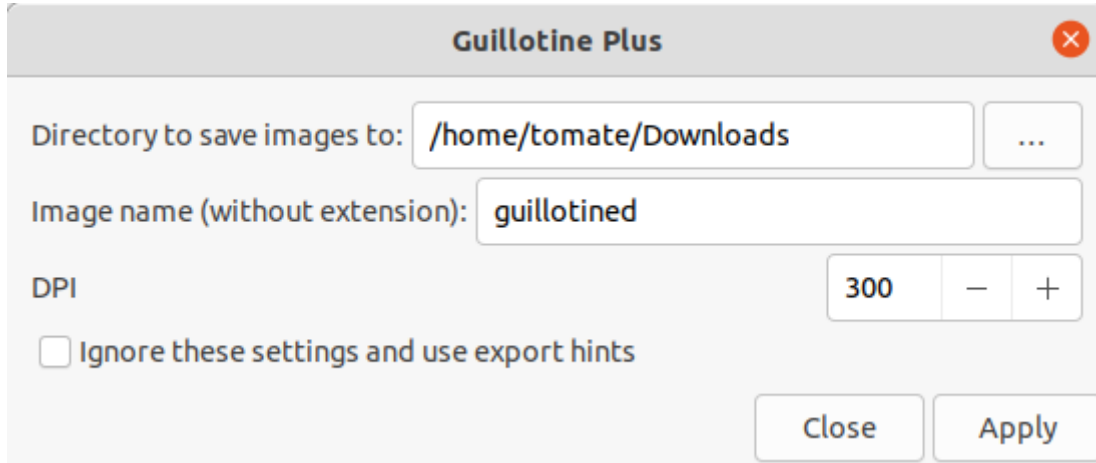 Guillotine Plus
Directory to save images to: /home/tomate/Downloads ...
Image name (without extension): guillotined
DPI 300 − +
Ignore these settings and use export hints
Close Apply